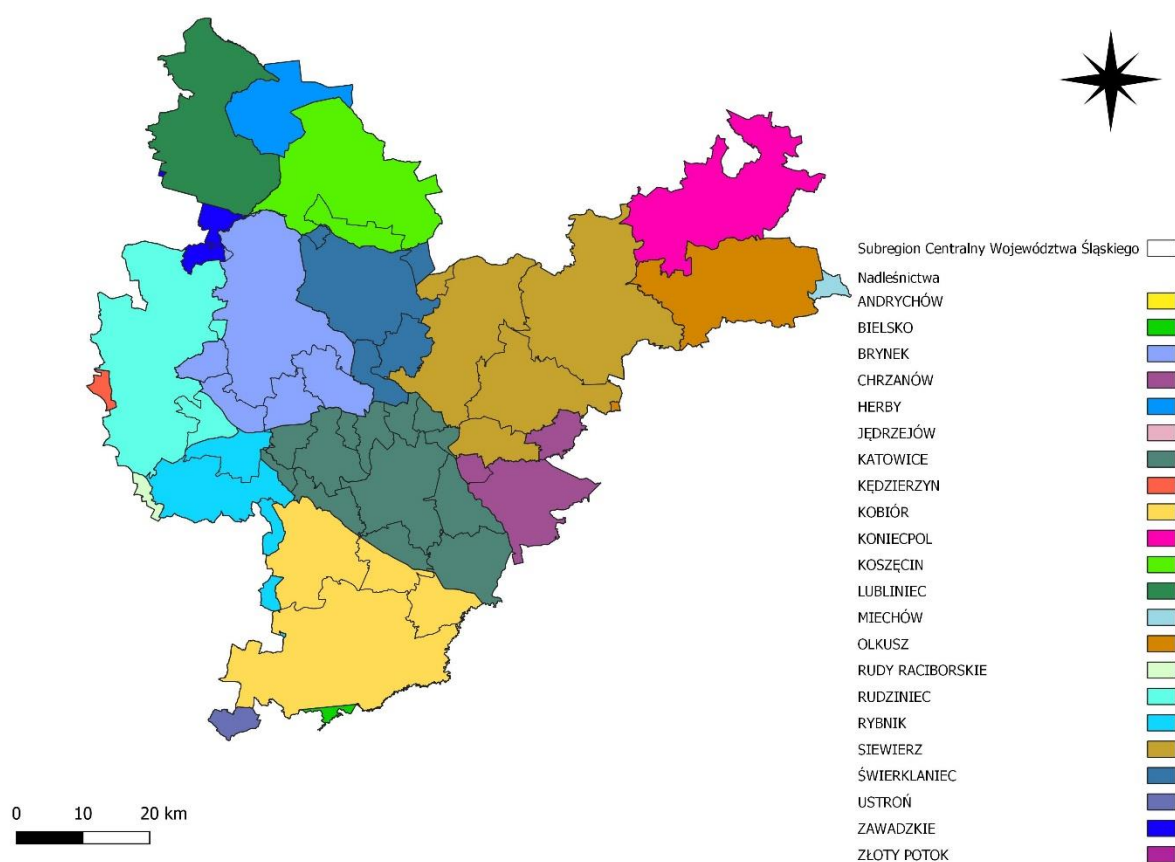 Subregion Centralny Województwa Śląskiego
Nadleśnictwa
ANDRYCHÓW
BIELSKO
BRYNEK
CHRZANÓW
HERBY
JĘDRZEJÓW
KATOWICE
KĘDZIERZYN
KOBIÓR
KONIECPOL
KOSZĘCIN
LUBLINIEC
MIECHÓW
OLKUSZ
RUDY RACIBORSKIE
RUDZINIEC
RYBNIK
SIEWIERZ
ŚWIERKLANIEC
USTROŃ
ZAWADZKIE
ZŁOTY POTOK
0 10 20 km